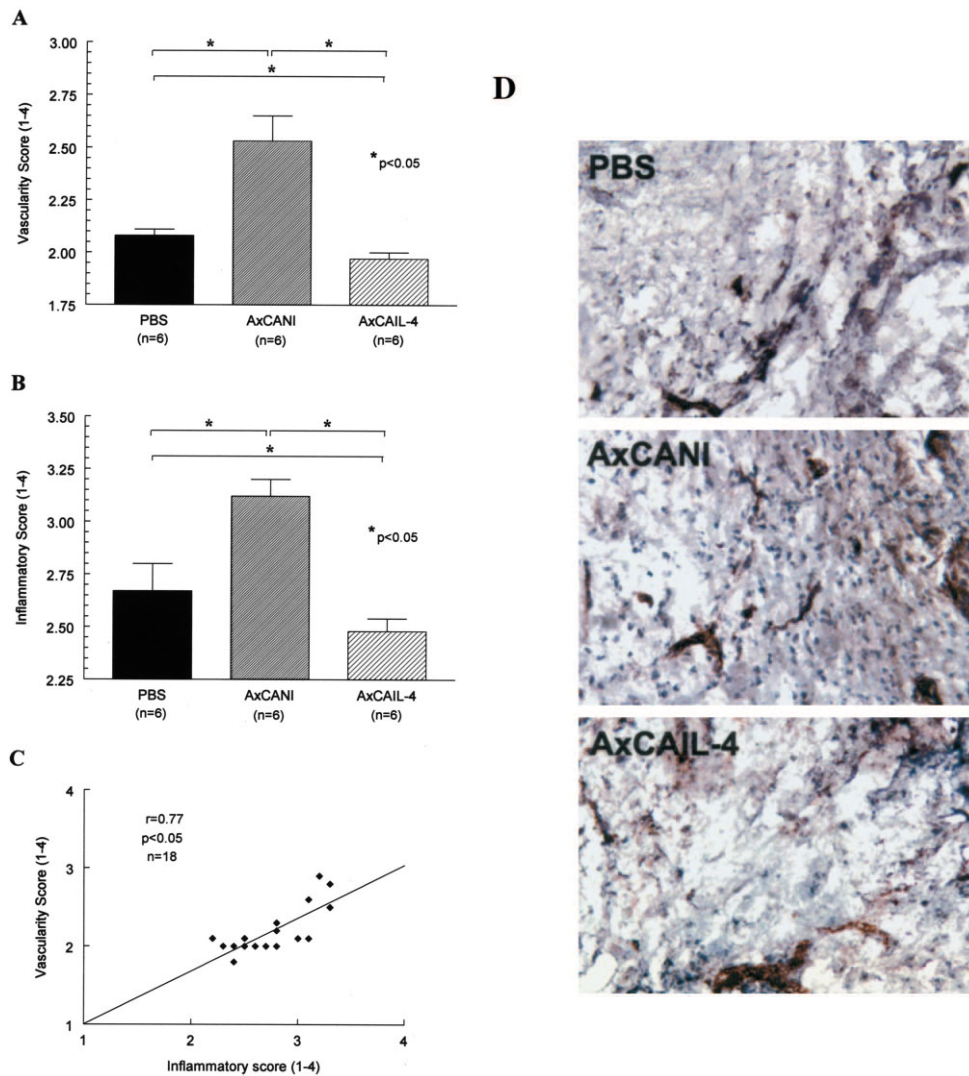 A
3.00
2.75
2.50
2.25
2.00
1.75
Vascularity Score (1-4)
* *
*
* p<0.05
PBS AxCANI AxCAIL-4
(n=6) (n=6) (n=6)
B
3.50
3.25
3.00
2.75
2.50
2.25
Inflammatory Score (1-4)
* *
*
* p<0.05
PBS AxCANI AxCAIL-4
(n=6) (n=6) (n=6)
C
4
3
2
1
Vascularity Score (1-4)
r=0.77
p<0.05
n=18
1 2 3 4
Inflammatory score (1-4)
D
PBS
AxCANI
AxCAIL-4